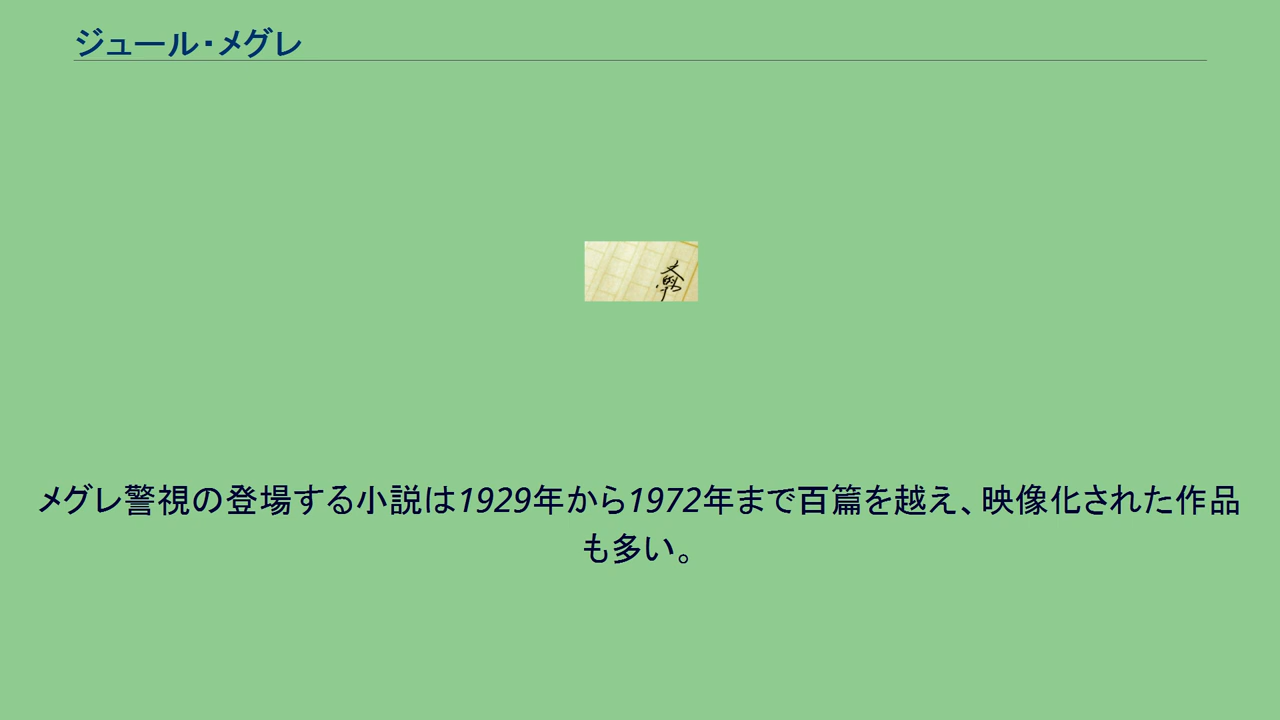 ジュール・メグレ
メグレ警視の登場する小説は1929年から1972年まで百篇を越え、映像化された作品
も多い。